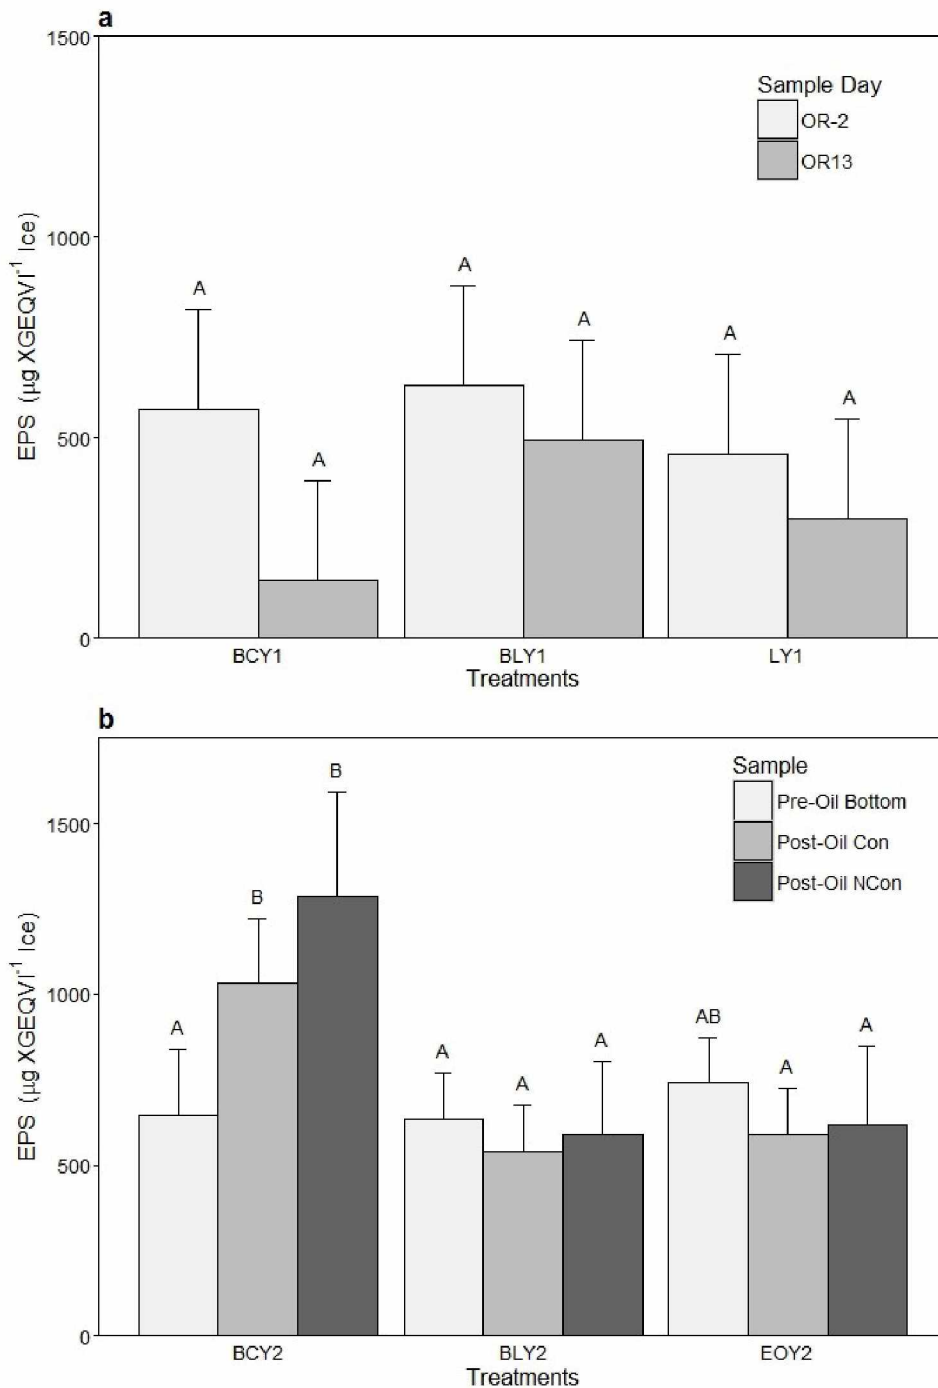 a
1500
1000
500
0
EPS (µg XGEQVl⁻¹ Ice)
Sample Day
OR-2
OR13
A
A
A
A
A
A
BCY1 BLY1 LY1
Treatments
b
1500
1000
500
0
EPS (µg XGEQVl⁻¹ Ice)
Sample
Pre-Oil Bottom
Post-Oil Con
Post-Oil NCon
A
B
B
A
A
A
AB
A
A
BCY2 BLY2 EOY2
Treatments